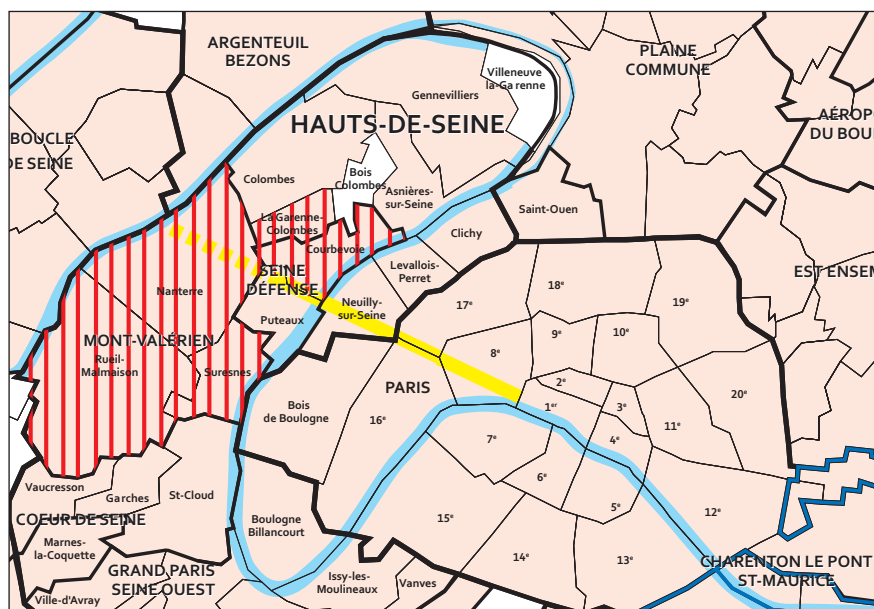 ARGENTEUIL
BEZONS
PLAINE
COMMUNE
Villeneuve
la-Garenne
Gennevilliers
HAUTS-DE-SEINE
AÉROP
DU BOU
BOUCLE
DE SEINE
Bois
Colombes
Colombes
Asnières-
sur-Seine
La Garenne-
Colombes
Saint-Ouen
Clichy
Courbevoie
Levallois-
Perret
SEINE
DÉFENSE
EST ENSEM
Nanterre
Neuilly-
sur-Seine
Puteaux
17e
18e
19e
MONT-VALÉRIEN
Rueil-
Malmaison
Suresnes
8e
9e
10e
PARIS
2e
1er
3e
20e
Bois
de Boulogne
16e
7e
4e
11e
6e
5e
Vaucresson
Garches
St-Cloud
COEUR DE SEINE
Boulogne
Billancourt
15e
12e
Marnes-
la-Coquette
14e
13e
CHARENTON LE PONT
ST-MAURICE
GRAND PARIS
SEINE OUEST
Issy-les-
Moulineaux
Vanves
Ville-d'Avray